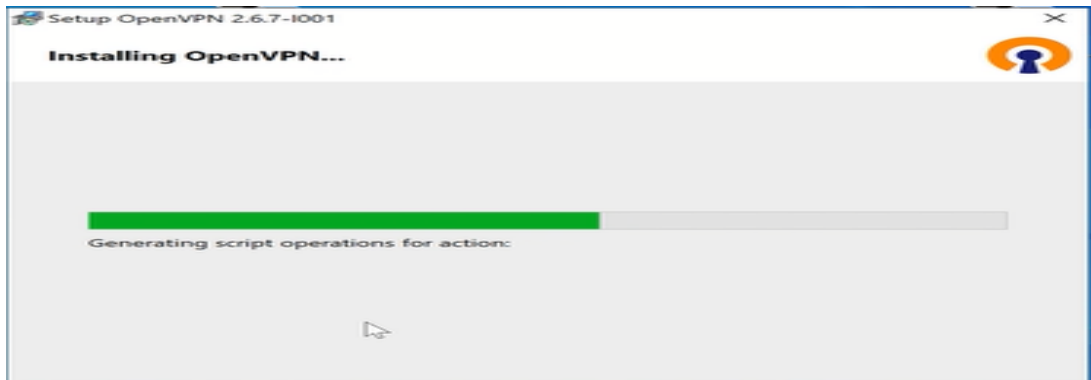 Setup OpenVPN 2.6.7-I001
Installing OpenVPN...
Generating script operations for action: